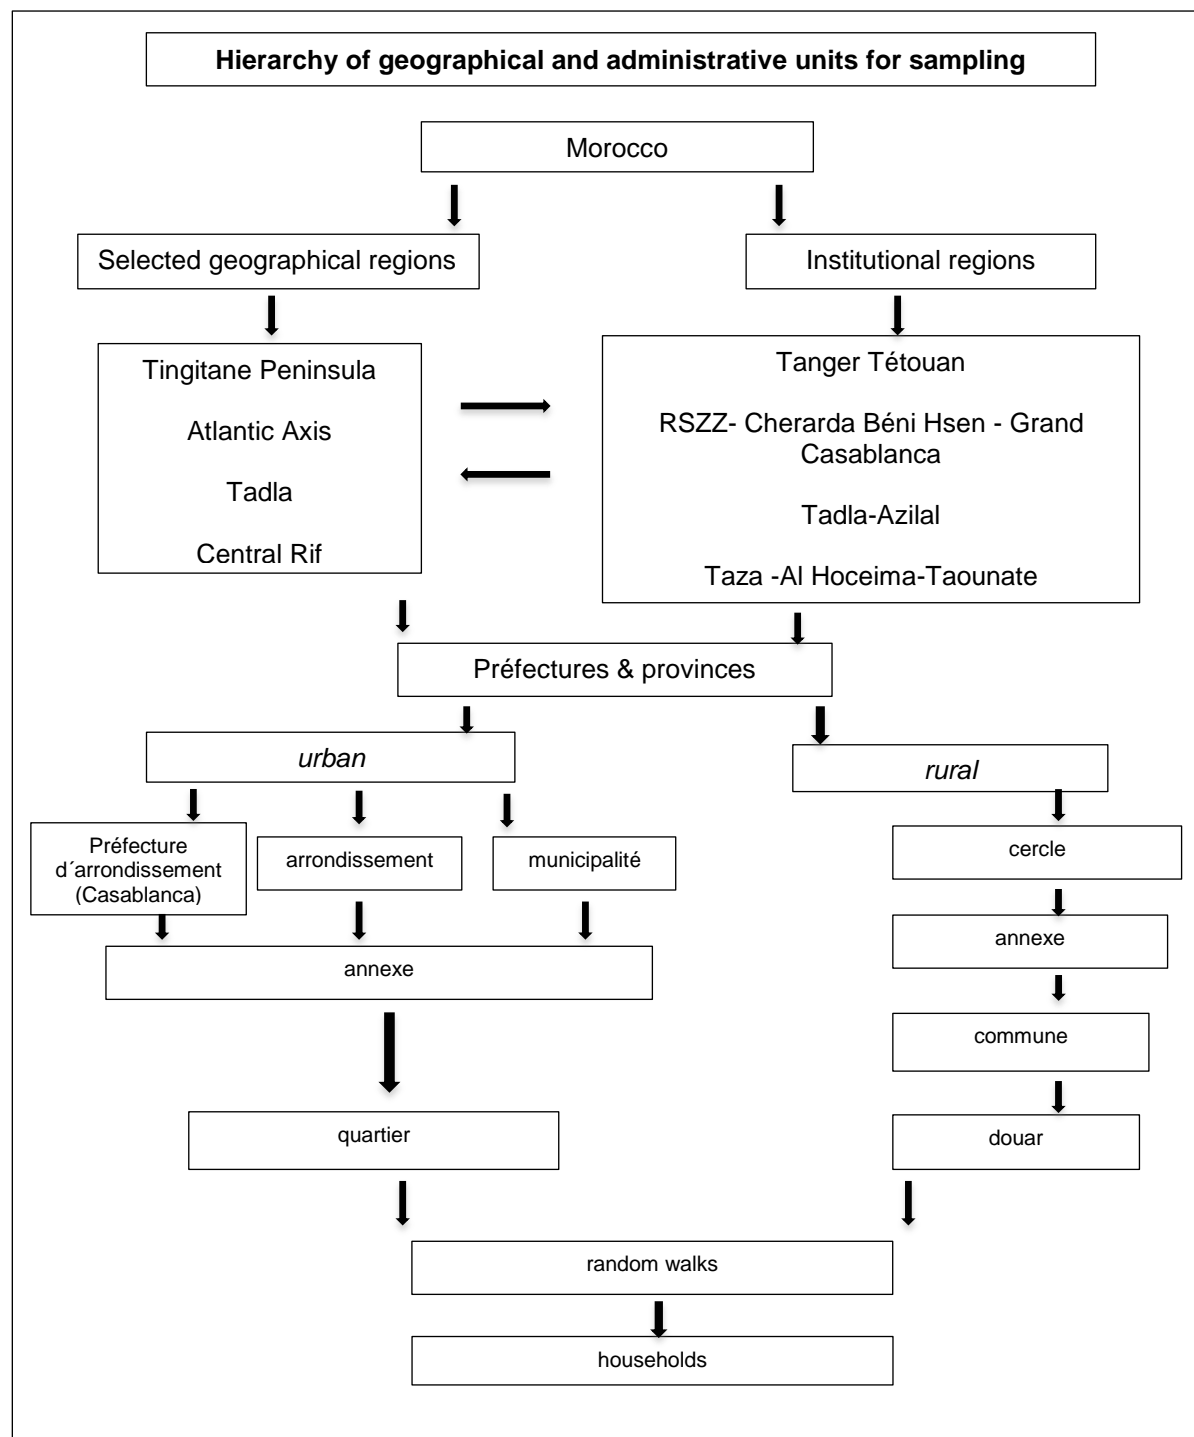 Hierarchy of geographical and administrative units for sampling
Morocco
Selected geographical regions
Institutional regions
Tingitane Peninsula
Atlantic Axis
Tadla
Central Rif
Tanger Tétouan
RSZZ- Cherarda Béni Hsen - Grand
Casablanca
Tadla-Azilal
Taza -Al Hoceima-Taounate
Préfectures & provinces
urban
rural
Préfecture
d´arrondissement
(Casablanca)
arrondissement
municipalité
cercle
annexe
annexe
commune
quartier
douar
random walks
households